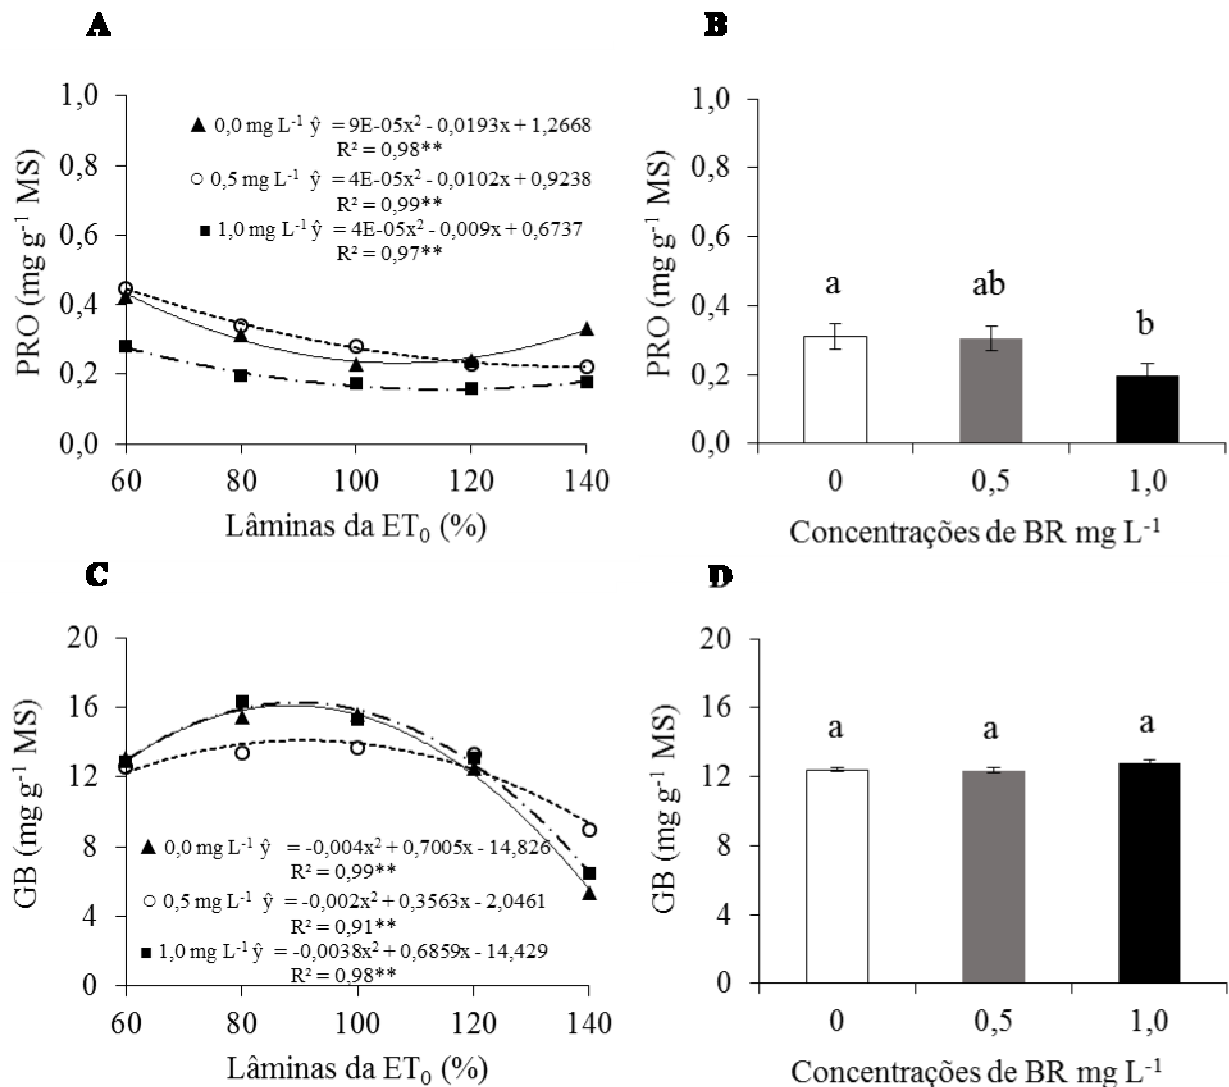 A
1,0
0,8
0,6
0,4
0,2
0,0
PRO (mg g⁻¹ MS)
0,0 mg L⁻¹ ŷ = 9E-05x² - 0,0193x + 1,2668
R² = 0,98**
0,5 mg L⁻¹ ŷ = 4E-05x² - 0,0102x + 0,9238
R² = 0,99**
1,0 mg L⁻¹ ŷ = 4E-05x² - 0,009x + 0,6737
R² = 0,97**
60 80 100 120 140
Lâminas da ET₀ (%)
B
1,0
0,8
0,6
0,4
0,2
0,0
PRO (mg g⁻¹ MS)
a ab b
0 0,5 1,0
Concentrações de BR mg L⁻¹
C
20
16
12
8
4
0
GB (mg g⁻¹ MS)
0,0 mg L⁻¹ ŷ = -0,004x² + 0,7005x - 14,826
R² = 0,99**
0,5 mg L⁻¹ ŷ = -0,002x² + 0,3563x - 2,0461
R² = 0,91**
1,0 mg L⁻¹ ŷ = -0,0038x² + 0,6859x - 14,429
R² = 0,98**
60 80 100 120 140
Lâminas da ET₀ (%)
D
20
16
12
8
4
0
GB (mg g⁻¹ MS)
a a a
0 0,5 1,0
Concentrações de BR mg L⁻¹